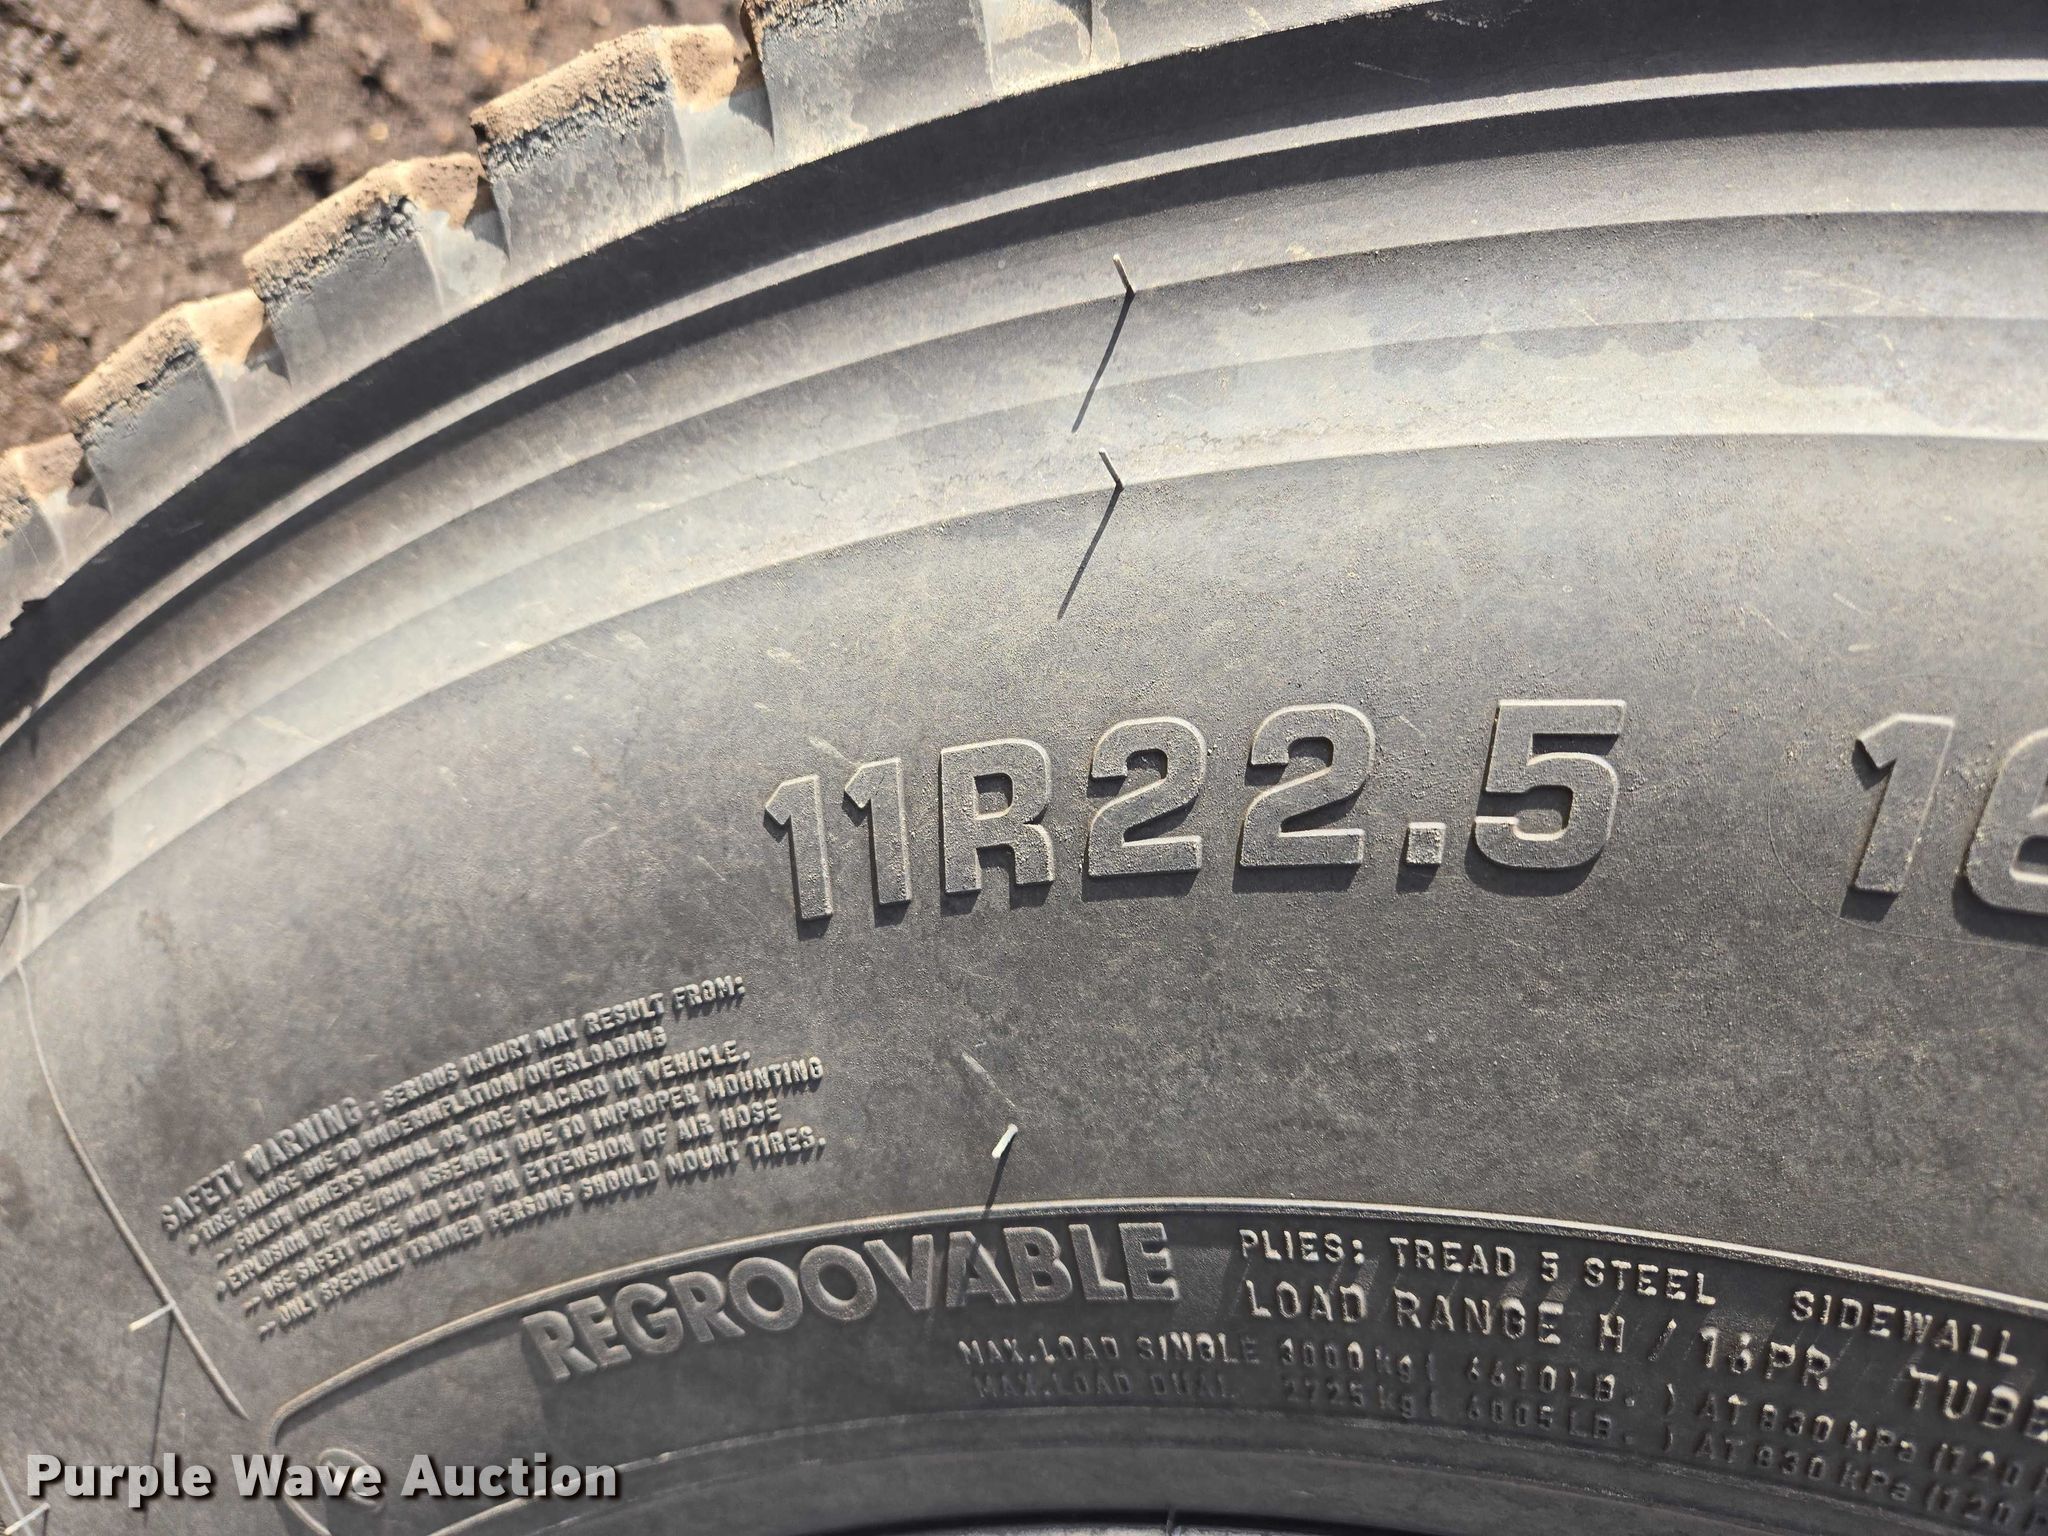 11R22.5 16
SAFETY WARNING : SERIOUS INJURY MAY RESULT FROM:
• TIRE FAILURE DUE TO UNDERINFLATION/OVERLOADING
-- FOLLOW OWNER'S MANUAL OR TIRE PLACARD IN VEHICLE.
• EXPLOSION OF TIRE/RIM ASSEMBLY DUE TO IMPROPER MOUNTING
-- USE SAFETY CAGE AND CLIP ON EXTENSION OF AIR HOSE
-- ONLY SPECIALLY TRAINED PERSONS SHOULD MOUNT TIRES.
REGROOVABLE
PLIES: TREAD 5 STEEL SIDEWALL
LOAD RANGE H / 16PR TUBE
MAX.LOAD SINGLE 3000kg( 6610LB. ) AT 830 kPa (120
MAX.LOAD DUAL 2725kg( 6005LB. ) AT 830 kPa (120 P
Purple Wave Auction